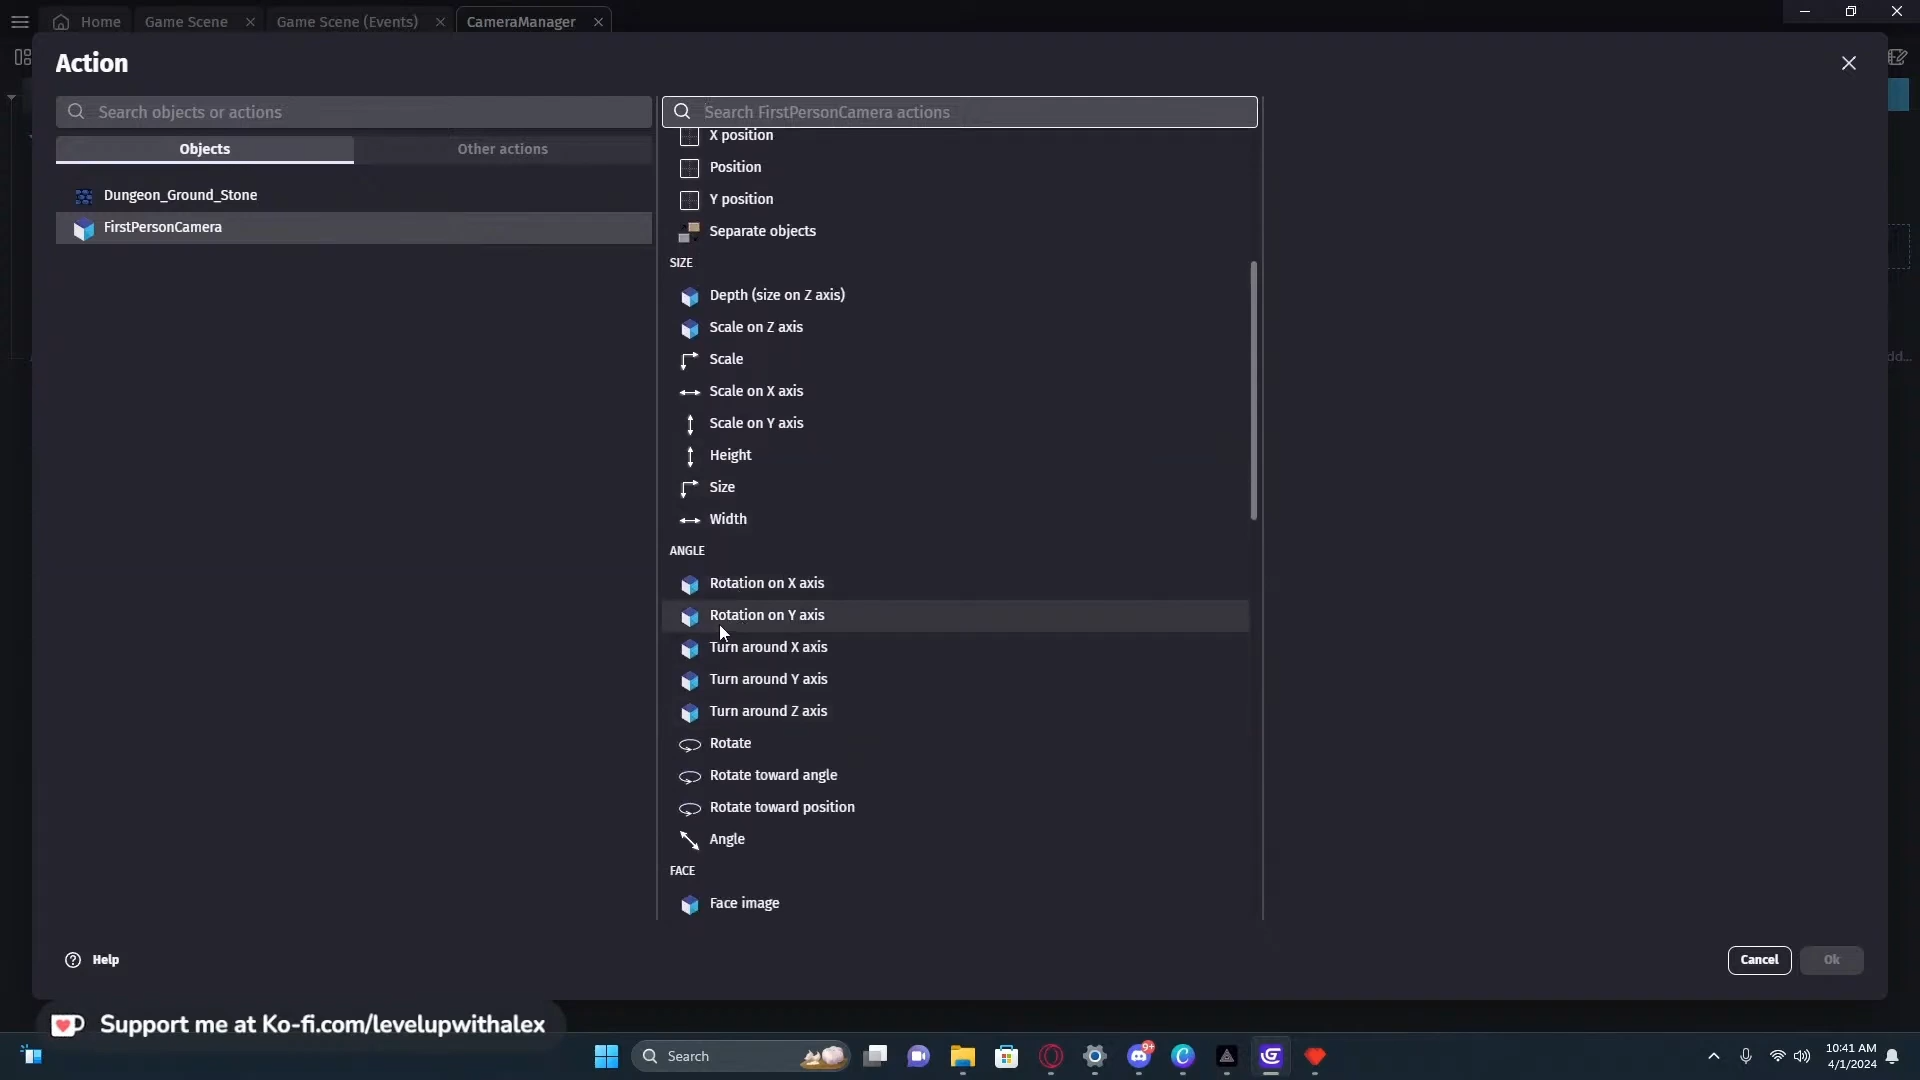 Home
Game Scene
Game Scene (Events)
CameraManager
Action
Search objects or actions
Objects
Other actions
Dungeon_Ground_Stone
FirstPersonCamera
Search FirstPersonCamera actions
X position
Position
Y position
Separate objects
SIZE
Depth (size on Z axis)
Scale on Z axis
Scale
Scale on X axis
Scale on Y axis
Height
Size
Width
ANGLE
Rotation on X axis
Rotation on Y axis
Turn around X axis
Turn around Y axis
Turn around Z axis
Rotate
Rotate toward angle
Rotate toward position
Angle
FACE
Face image
dd...
Help
Cancel
Ok
Support me at Ko-fi.com/levelupwithalex
Search
9+
10:41 AM
4/1/2024